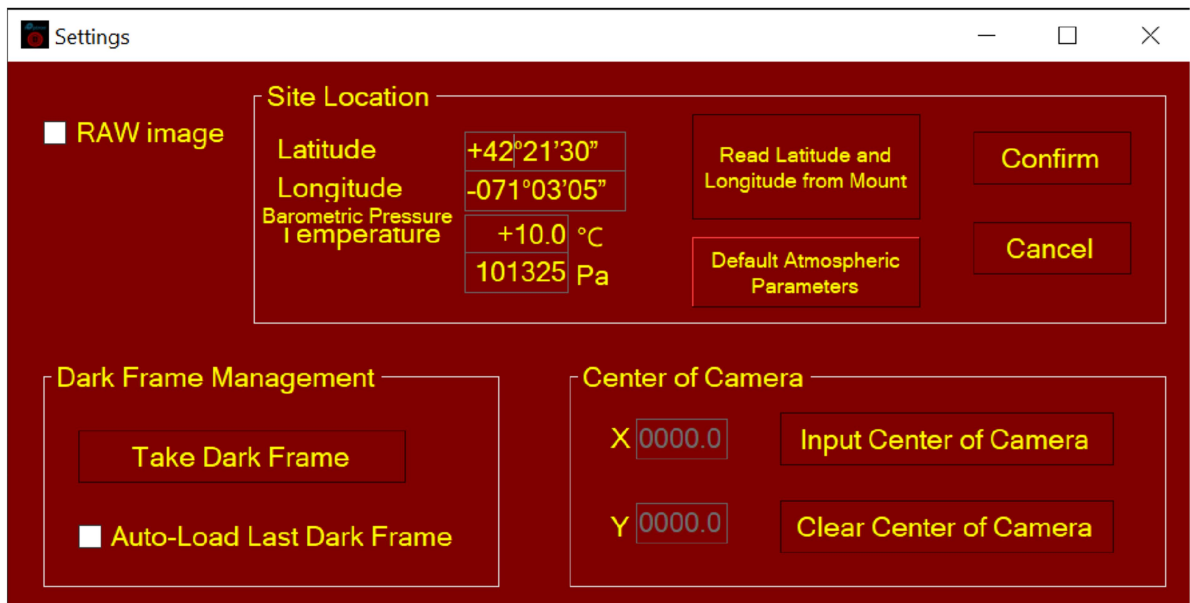 Settings
RAW image
Site Location
Latitude
+42°21’30”
Longitude
-071°03’05”
Barometric Pressure
Temperature
+10.0 °C
101325 Pa
Read Latitude and
Longitude from Mount
Default Atmospheric
Parameters
Confirm
Cancel
Dark Frame Management
Take Dark Frame
Auto-Load Last Dark Frame
Center of Camera
X 0000.0
Input Center of Camera
Y 0000.0
Clear Center of Camera